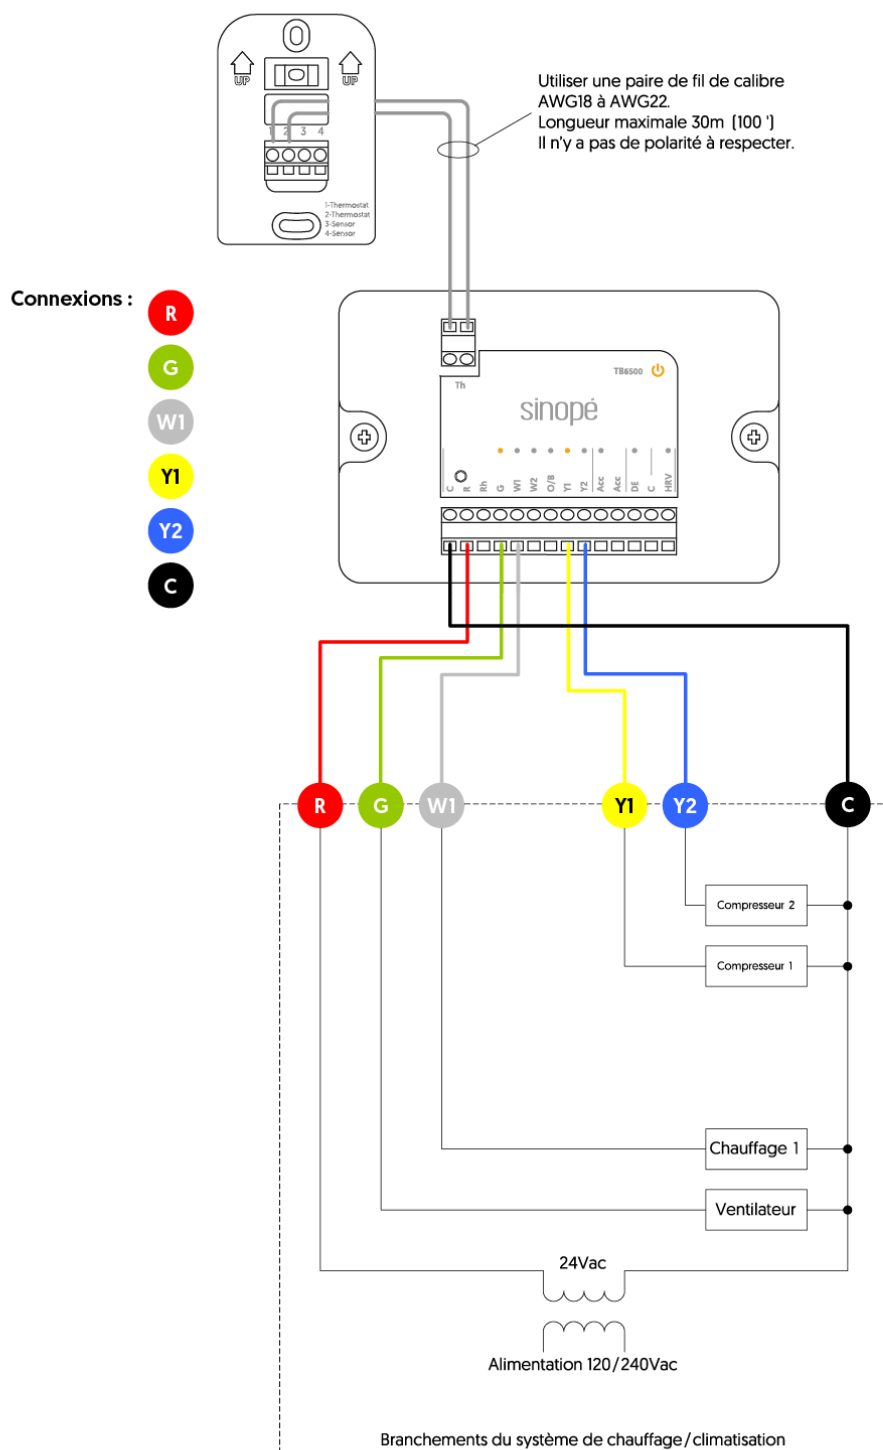 UP
UP
1 2 3 4
1-Thermostat
2-Thermostat
3-Sensor
4-Sensor
Utiliser une paire de fil de calibre
AWG18 à AWG22.
Longueur maximale 30m (100 ')
Il n'y a pas de polarité à respecter.
Connexions :
R
G
W1
Y1
Y2
C
Th
TB6500
sinopé
C R Rh G W1 W2 O/B Y1 Y2 Acc Acc DE C HRV
R G W1 Y1 Y2 C
Compresseur 2
Compresseur 1
Chauffage 1
Ventilateur
24Vac
Alimentation 120/240Vac
Branchements du système de chauffage/climatisation